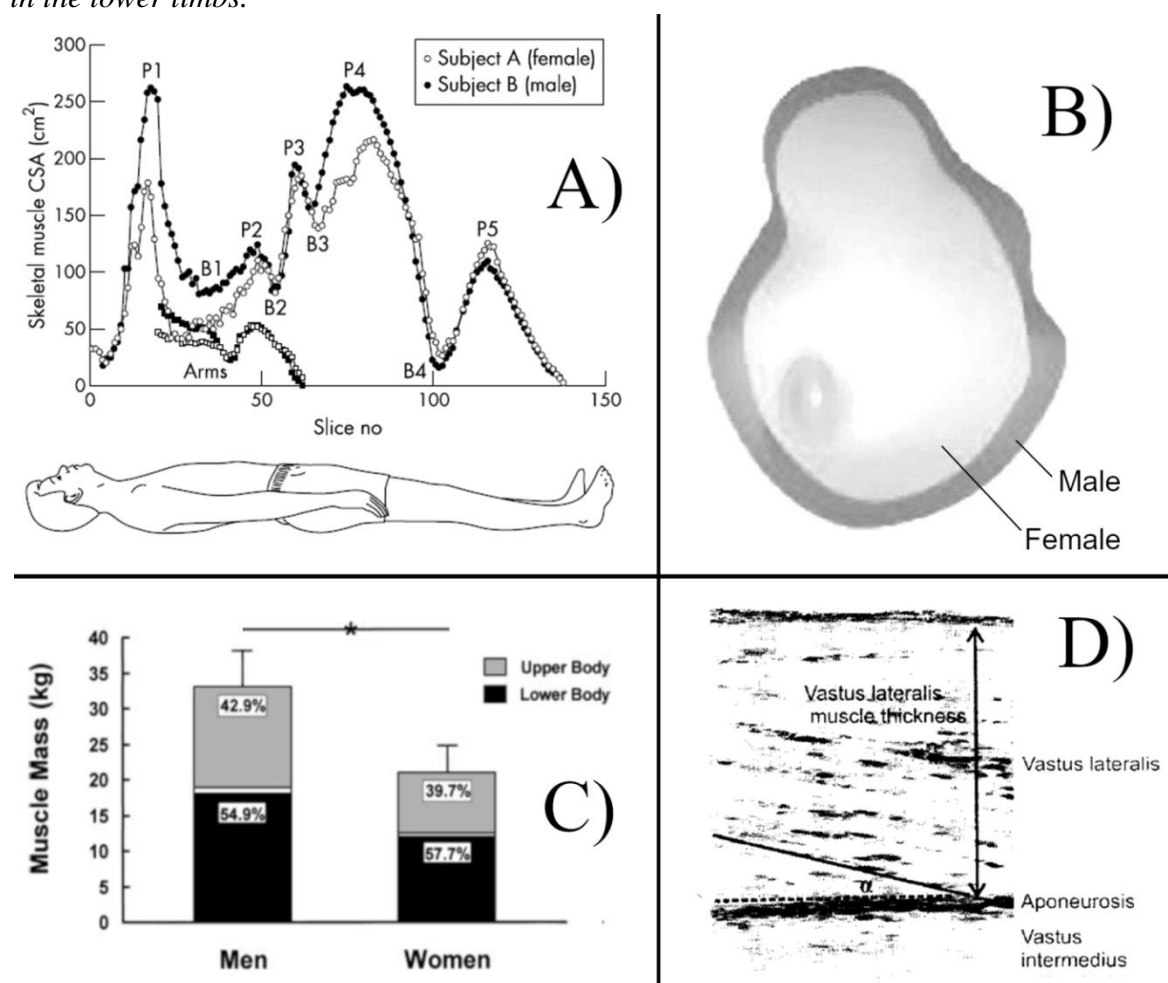 in the lower limbs.
300
250
200
150
100
50
0
Skeletal muscle CSA (cm²)
P1
P4
P3
P2
B1
B2
B3
B4
P5
Arms
Subject A (female)
Subject B (male)
A)
0
50
100
150
Slice no
B)
Male
Female
40
35
30
25
20
15
10
5
0
Muscle Mass (kg)
*
42.9%
54.9%
39.7%
57.7%
Upper Body
Lower Body
Men
Women
C)
D)
Vastus lateralis
muscle thickness
Vastus lateralis
α
Aponeurosis
Vastus
intermedius